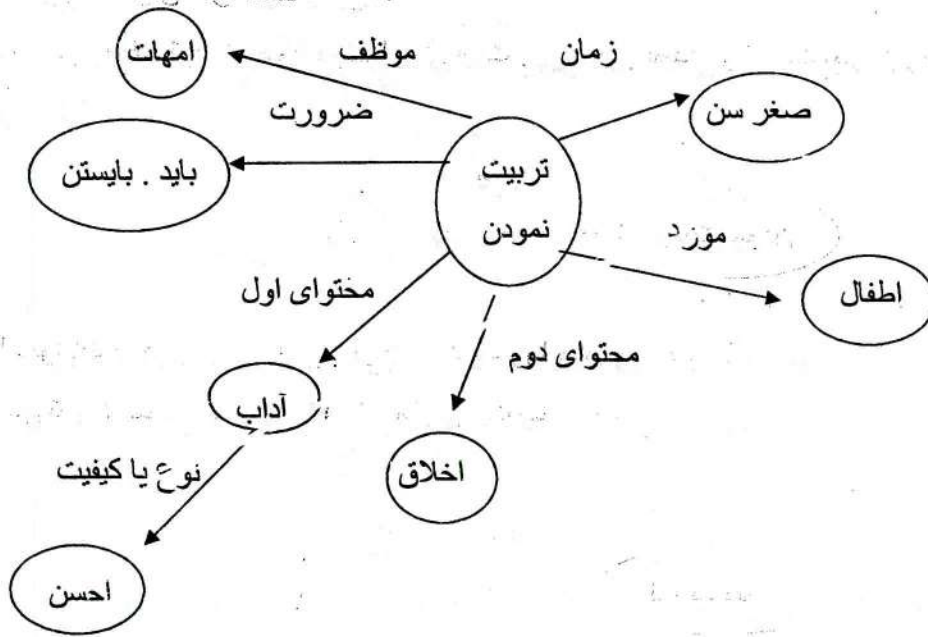 زمان
موظف
امهات
صغر سن
ضرورت
باید . بایستن
تربیت
نمودن
مورد
اطفال
محتوای اول
محتوای دوم
آداب
اخلاق
نوع یا کیفیت
احسن